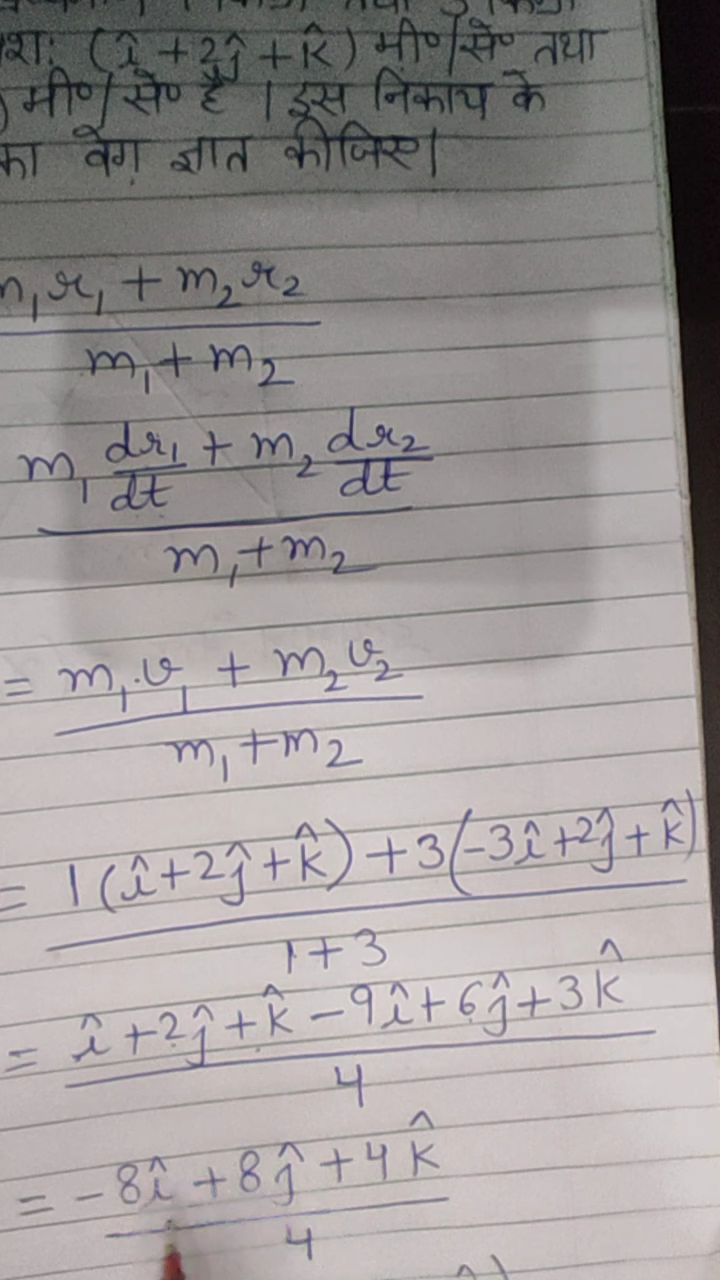 (î + 2ĵ + k̂) मी०/से० तथा
मी०/से० है । इस निकाय के
का वेग ज्ञात कीजिए।
m₁r₁ + m₂r₂
m₁ + m₂
m₁ dr₁/dt + m₂ dr₂/dt
m₁ + m₂
= m₁.v₁ + m₂v₂
m₁ + m₂
= 1(î+2ĵ+k̂) + 3(-3î+2ĵ+k̂)
1 + 3
= î + 2ĵ + k̂ - 9î + 6ĵ + 3k̂
4
= -8î + 8ĵ + 4k̂
4